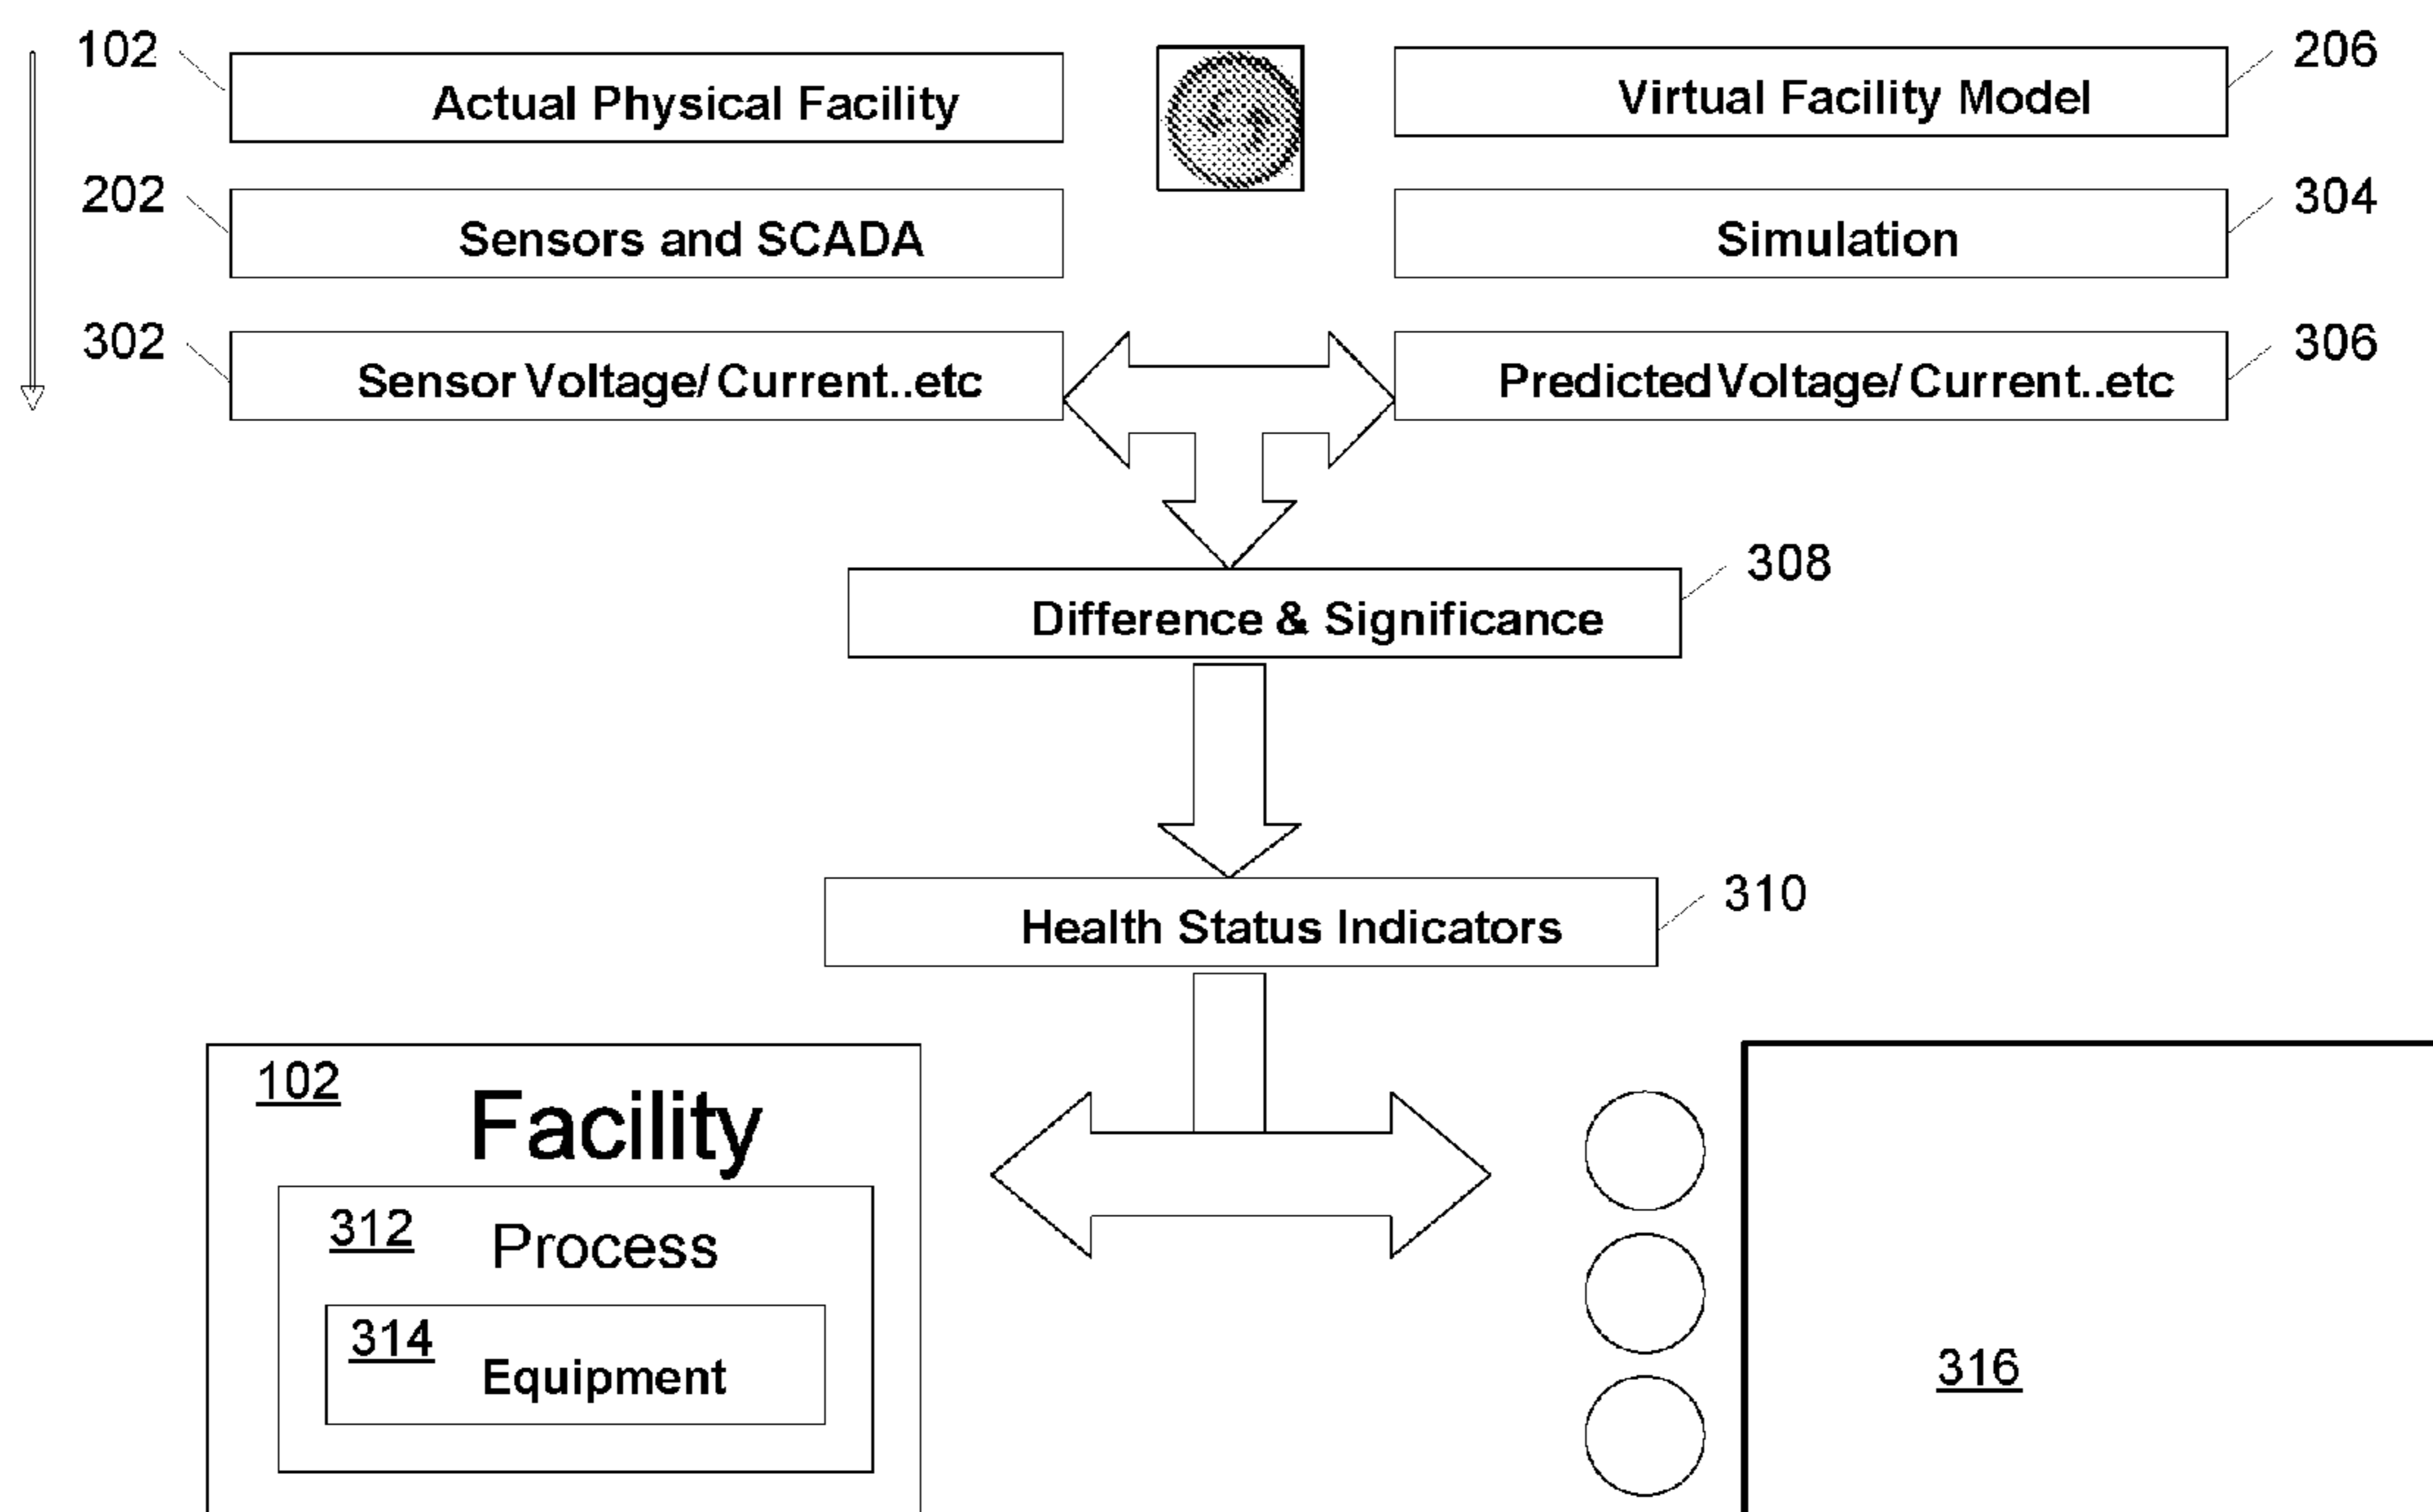 102
Actual Physical Facility
Virtual Facility Model
206
202
Sensors and SCADA
Simulation
304
302
Sensor Voltage/ Current..etc
Predicted Voltage/ Current..etc
306
308
Difference & Significance
310
Health Status Indicators
102
Facility
312
Process
314
Equipment
316